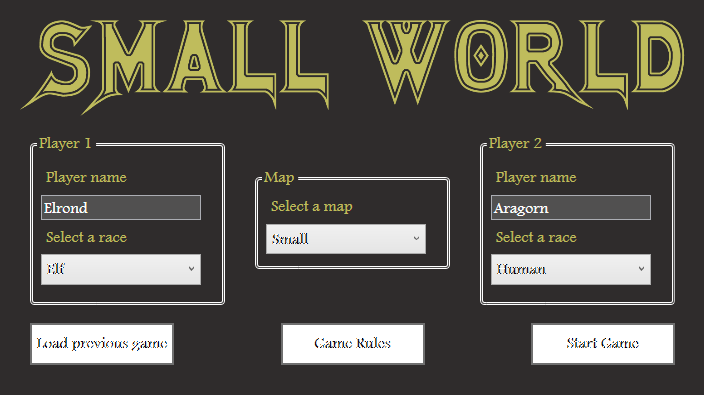 SMALL WORLD
Player 1
Player name
Elrond
Select a race
Elf
Map
Select a map
Small
Player 2
Player name
Aragorn
Select a race
Human
Load previous game
Game Rules
Start Game